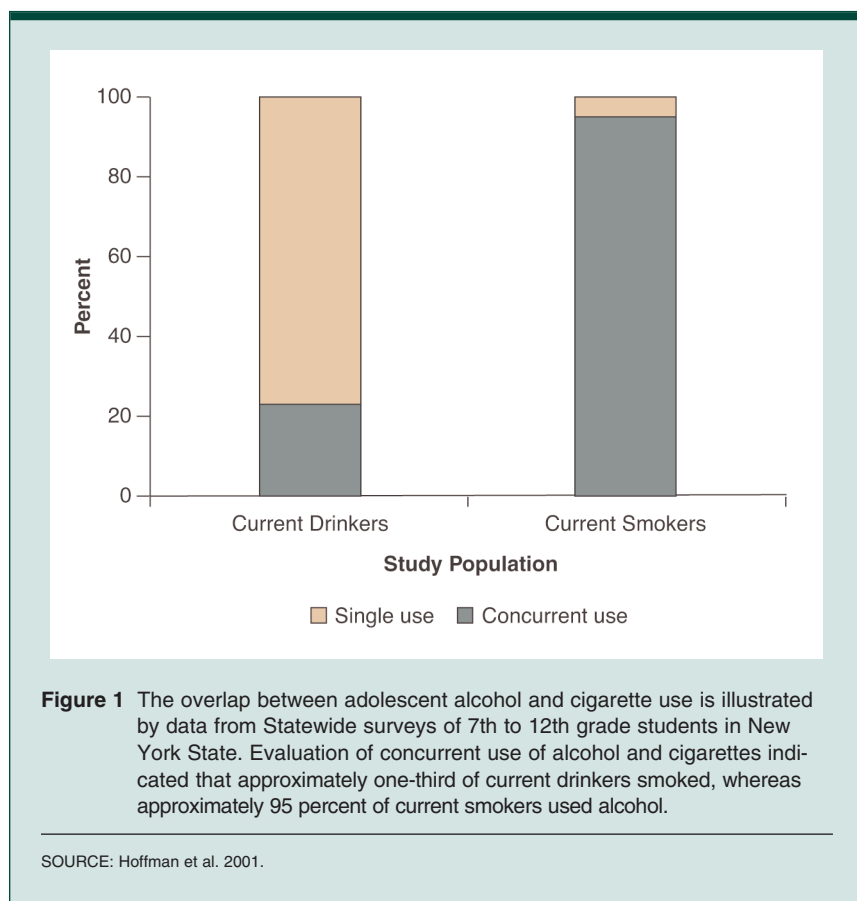 100
80
60
40
20
0
Percent
Current Drinkers
Current Smokers
Study Population
Single use
Concurrent use
Figure 1 The overlap between adolescent alcohol and cigarette use is illustrated
by data from Statewide surveys of 7th to 12th grade students in New
York State. Evaluation of concurrent use of alcohol and cigarettes indi-
cated that approximately one-third of current drinkers smoked, whereas
approximately 95 percent of current smokers used alcohol.
SOURCE: Hoffman et al. 2001.